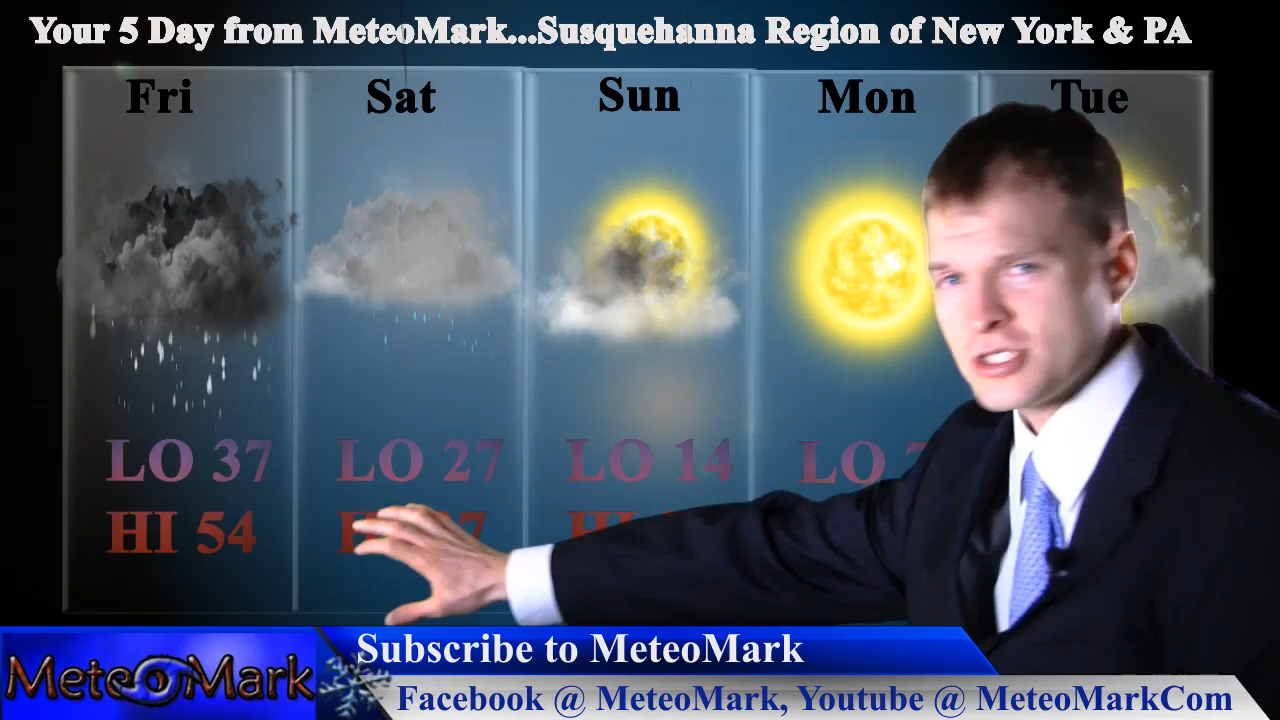 Your 5 Day from MeteoMark...Susquehanna Region of New York & PA
Fri Sat Sun Mon Tue
LO 37 LO 27 LO 14 LO
HI 54
Subscribe to MeteoMark
MeteoMark
Facebook @ MeteoMark, Youtube @ MeteoMarkCom